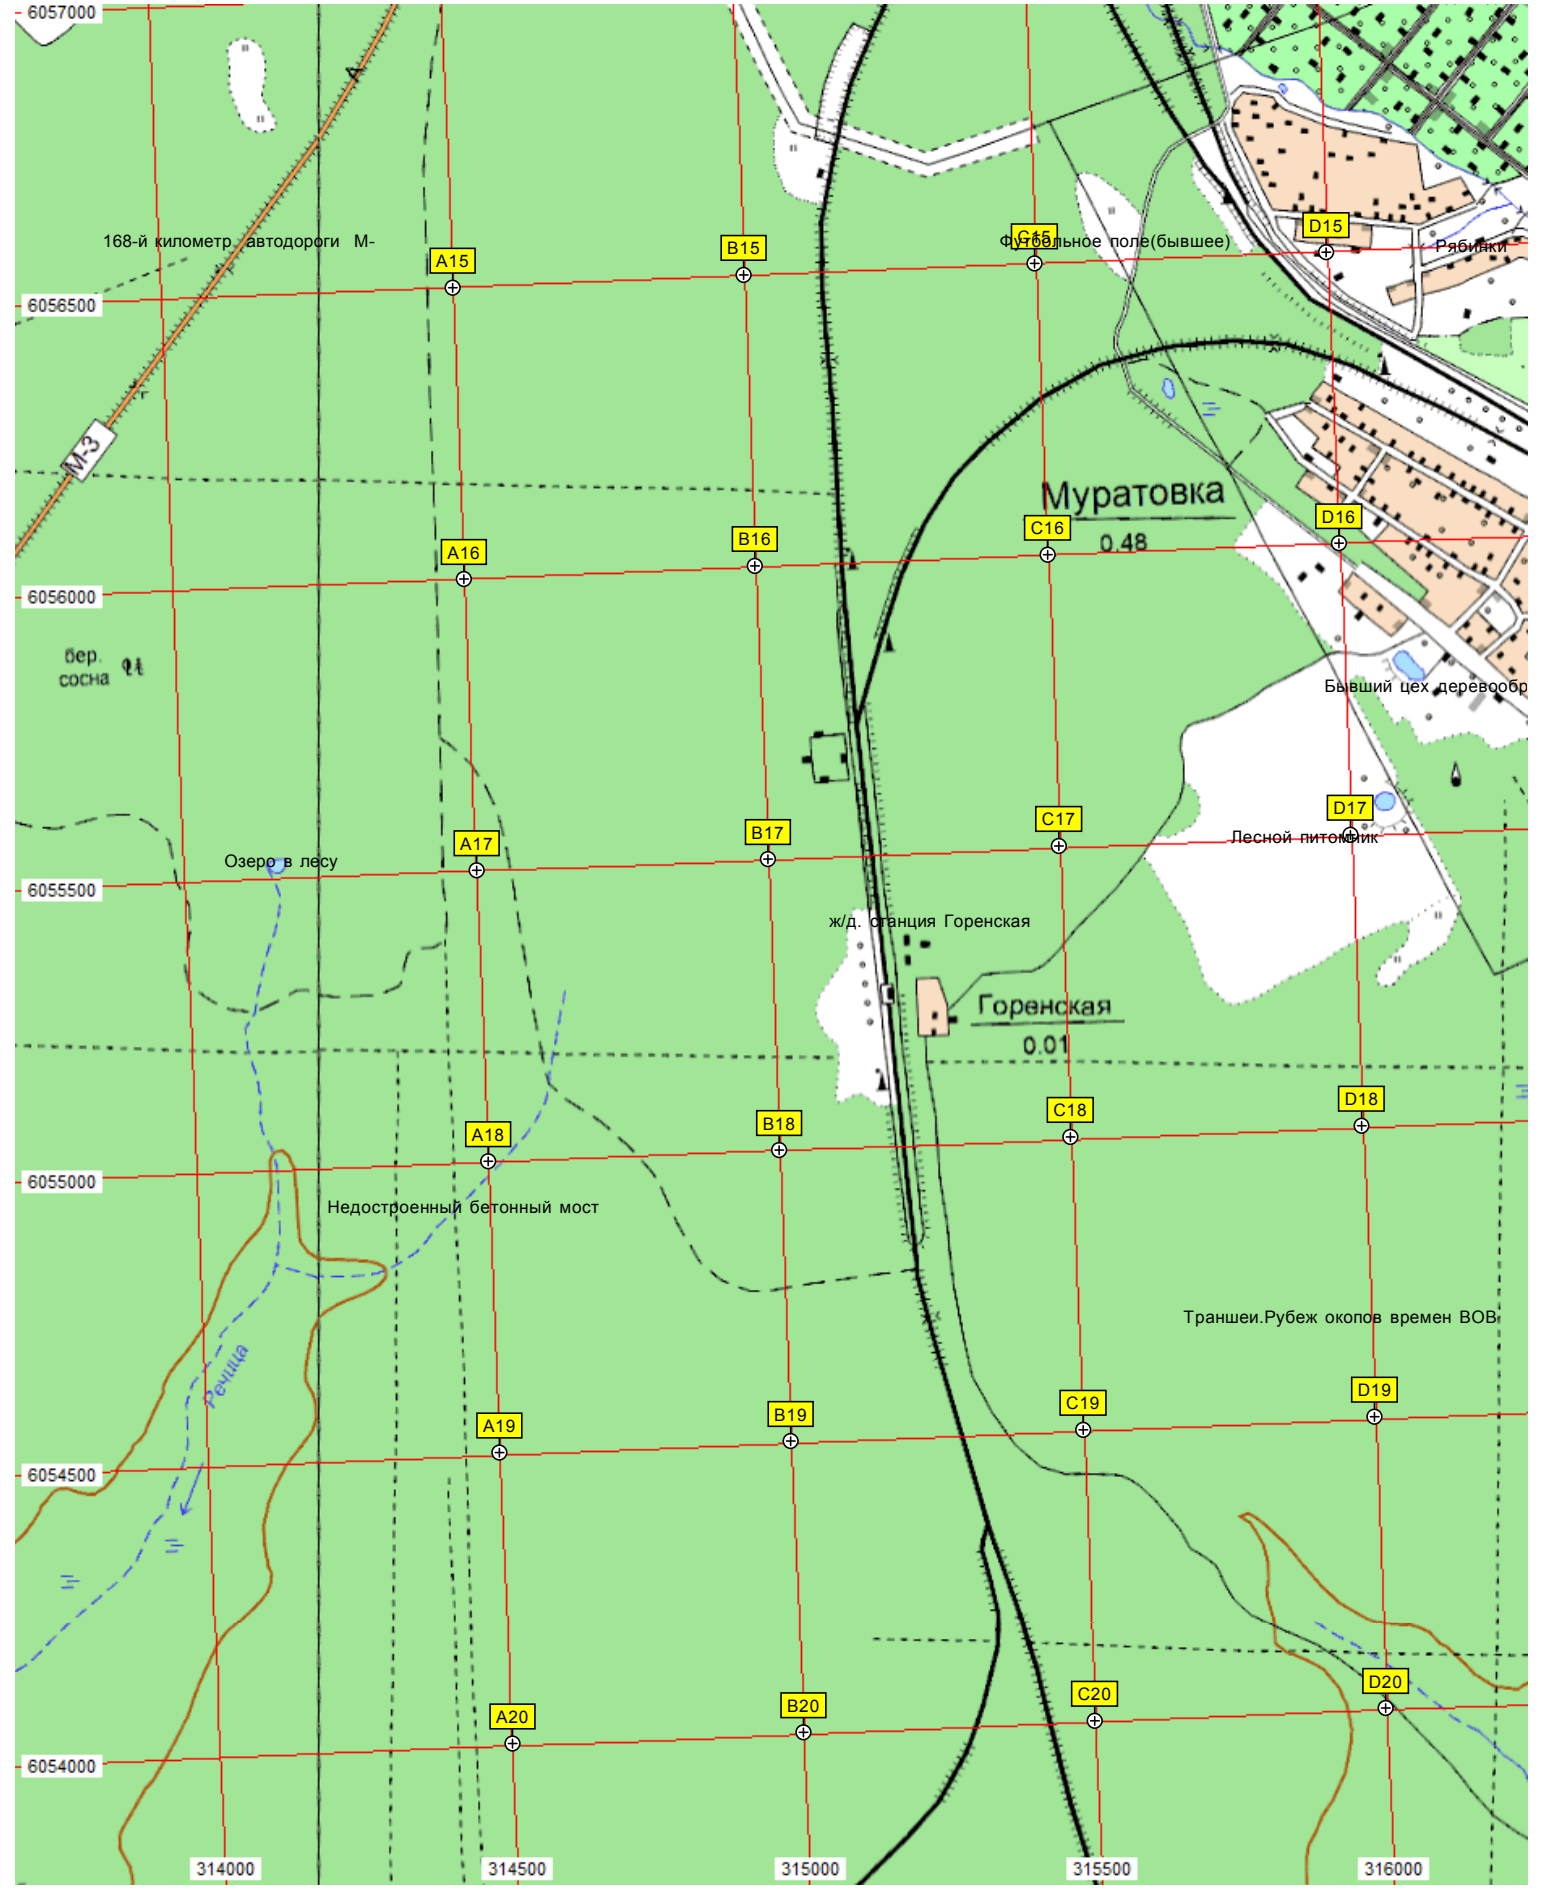 6057000
168-й километр автодороги М-
A15
B15
C15
Футбольное поле(бывшее)
D15
Рябинки
6056500
М-3
Муратовка
0.48
A16
B16
C16
D16
6056000
бер.
сосна
Бывший цех деревообр
A17
B17
C17
D17
Лесной питомник
Озеро в лесу
6055500
ж/д. станция Горенская
Горенская
0.01
A18
B18
C18
D18
6055000
Недостроенный бетонный мост
Траншеи.Рубеж окопов времен ВОВ
Речица
A19
B19
C19
D19
6054500
A20
B20
C20
D20
6054000
314000
314500
315000
315500
316000